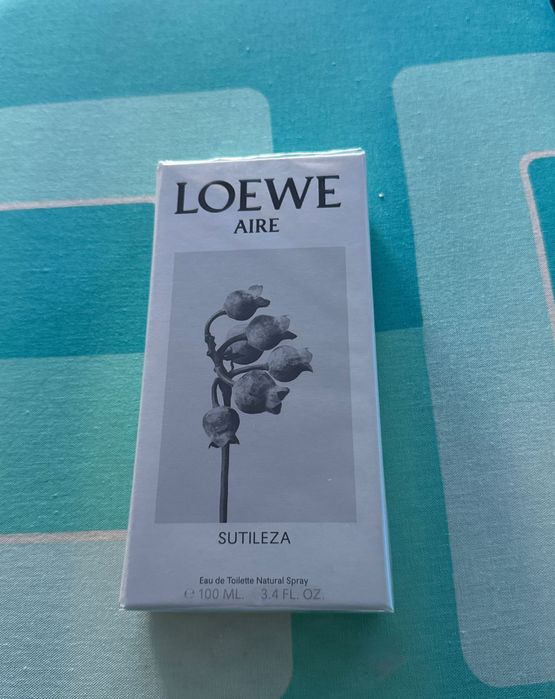 LOEWE
AIRE
SUTILEZA
Eau de Toilette Natural Spray
℮ 100 ML. 3.4 FL. OZ.